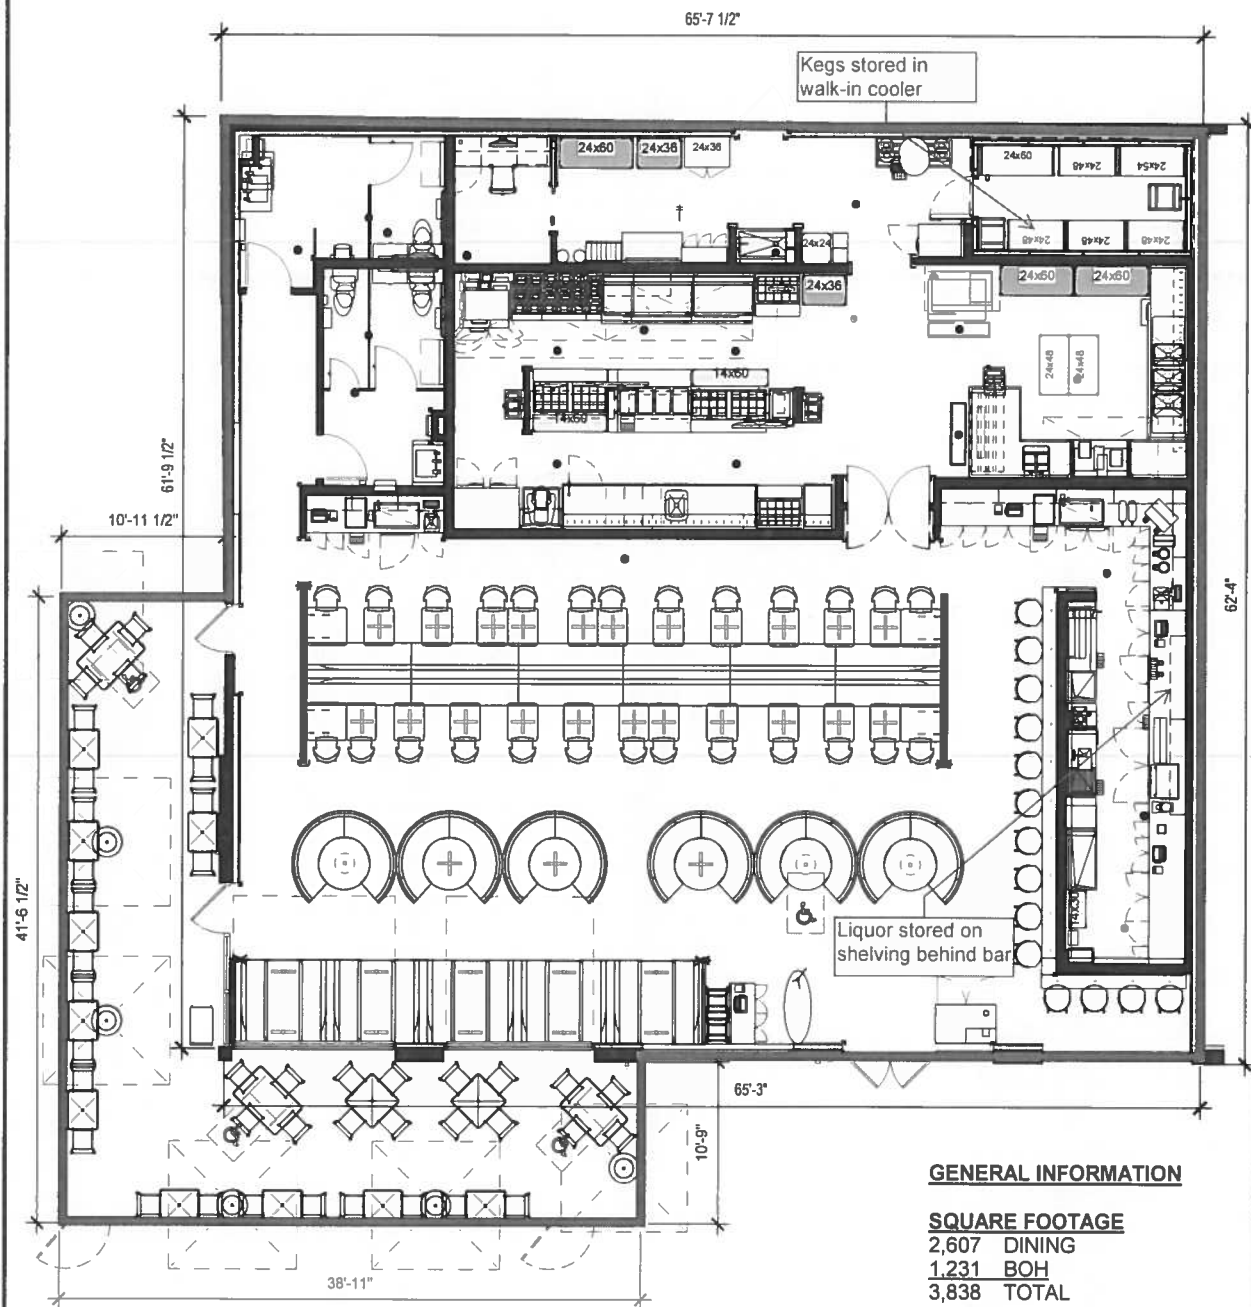 65'-7 1/2"
Kegs stored in
walk-in cooler
24x60
24x36
24x36
24x60
24x48
24x54
24x24
24x48
24x48
24x48
24x36
24x60
24x60
24x48
24x48
14x60
14x60
61'-9 1/2"
10'-11 1/2"
62'-4"
41'-6 1/2"
14x30
Liquor stored on
shelving behind bar
65'-3"
10'-9"
38'-11"
GENERAL INFORMATION
SQUARE FOOTAGE
2,607 DINING
1,231 BOH
3,838 TOTAL